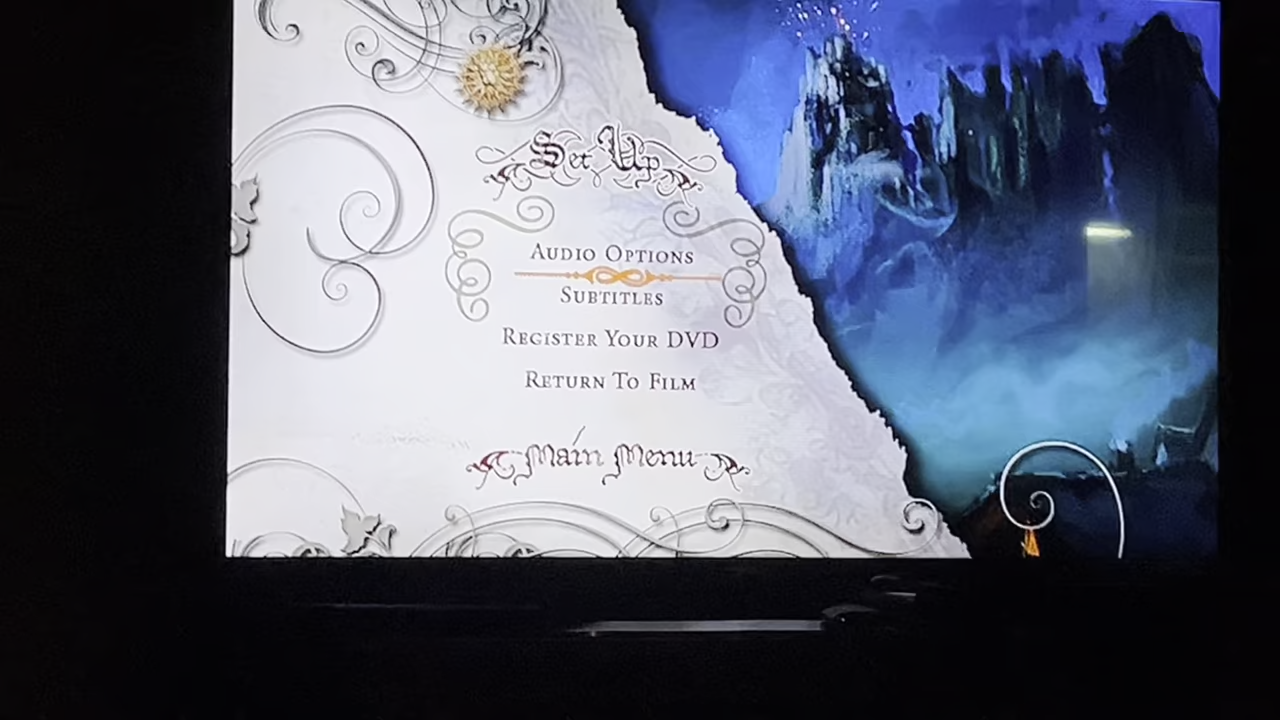 Set Up
Audio Options
Subtitles
Register Your DVD
Return To Film
Main Menu